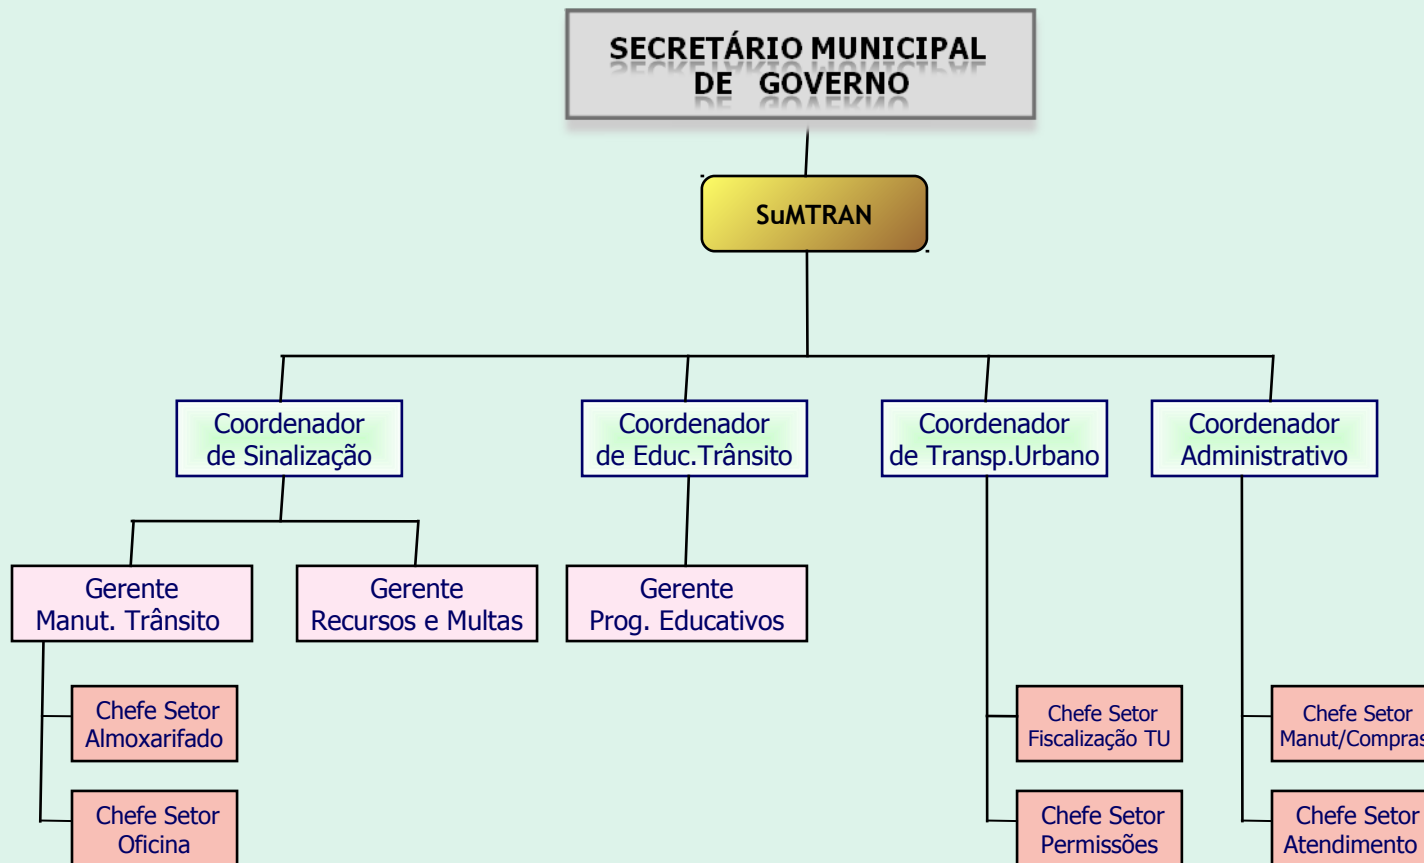 SECRETÁRIO MUNICIPAL
DE GOVERNO
SuMTRAN
Coordenador
de Sinalização
Coordenador
de Educ.Trânsito
Coordenador
de Transp.Urbano
Coordenador
Administrativo
Gerente
Manut. Trânsito
Gerente
Recursos e Multas
Gerente
Prog. Educativos
Chefe Setor
Almoxarifado
Chefe Setor
Fiscalização TU
Chefe Setor
Manut/Compras
Chefe Setor
Oficina
Chefe Setor
Permissões
Chefe Setor
Atendimento